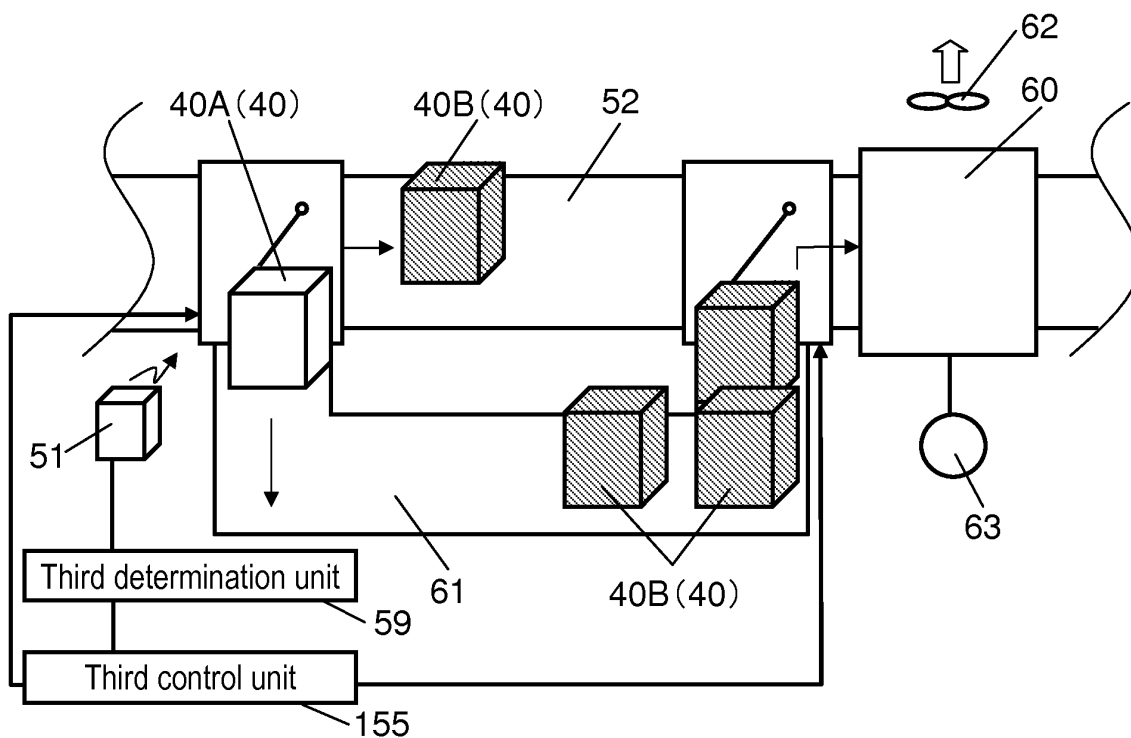 62
40A(40)
40B(40)
52
60
51
63
Third determination unit
61
40B(40)
59
Third control unit
155